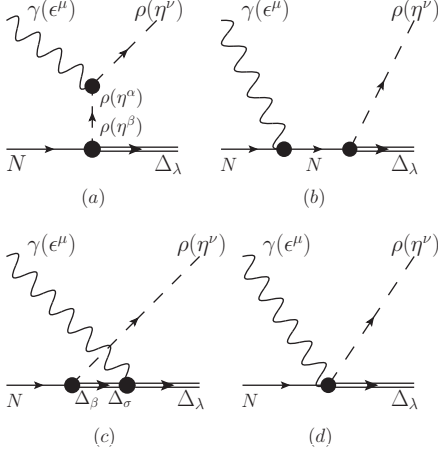 γ(ϵ^μ) ρ(η^ν) γ(ϵ^μ) ρ(η^ν)
ρ(η^α)
ρ(η^β)
N Δ_λ N N Δ_λ
(a) (b)
γ(ϵ^μ) ρ(η^ν) γ(ϵ^μ) ρ(η^ν)
N Δ_β Δ_σ Δ_λ N Δ_λ
(c) (d)